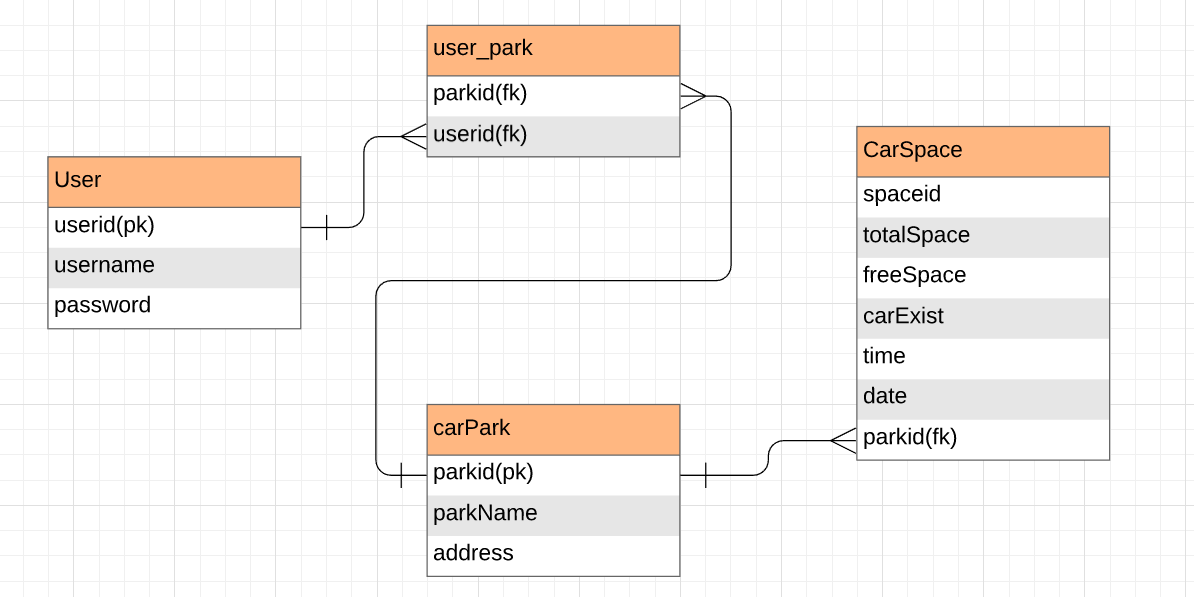 user_park
parkid(fk)
userid(fk)
User
userid(pk)
username
password
CarSpace
spaceid
totalSpace
freeSpace
carExist
time
date
parkid(fk)
carPark
parkid(pk)
parkName
address